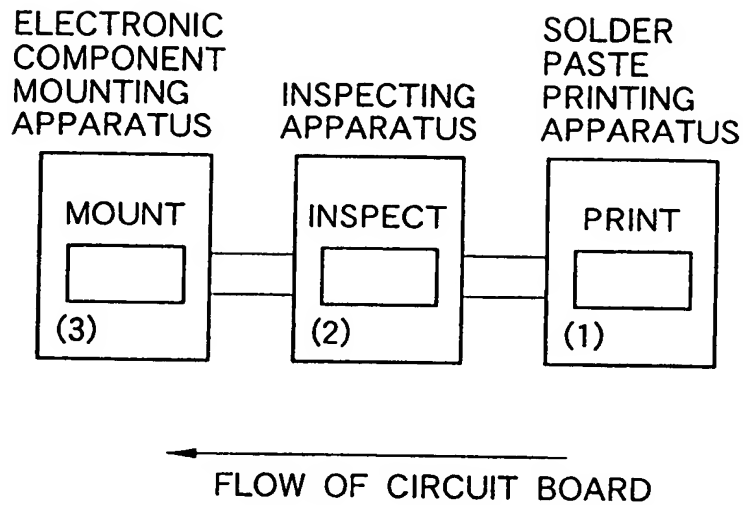 ELECTRONIC
COMPONENT
MOUNTING
APPARATUS
INSPECTING
APPARATUS
SOLDER
PASTE
PRINTING
APPARATUS
MOUNT
(3)
INSPECT
(2)
PRINT
(1)
FLOW OF CIRCUIT BOARD